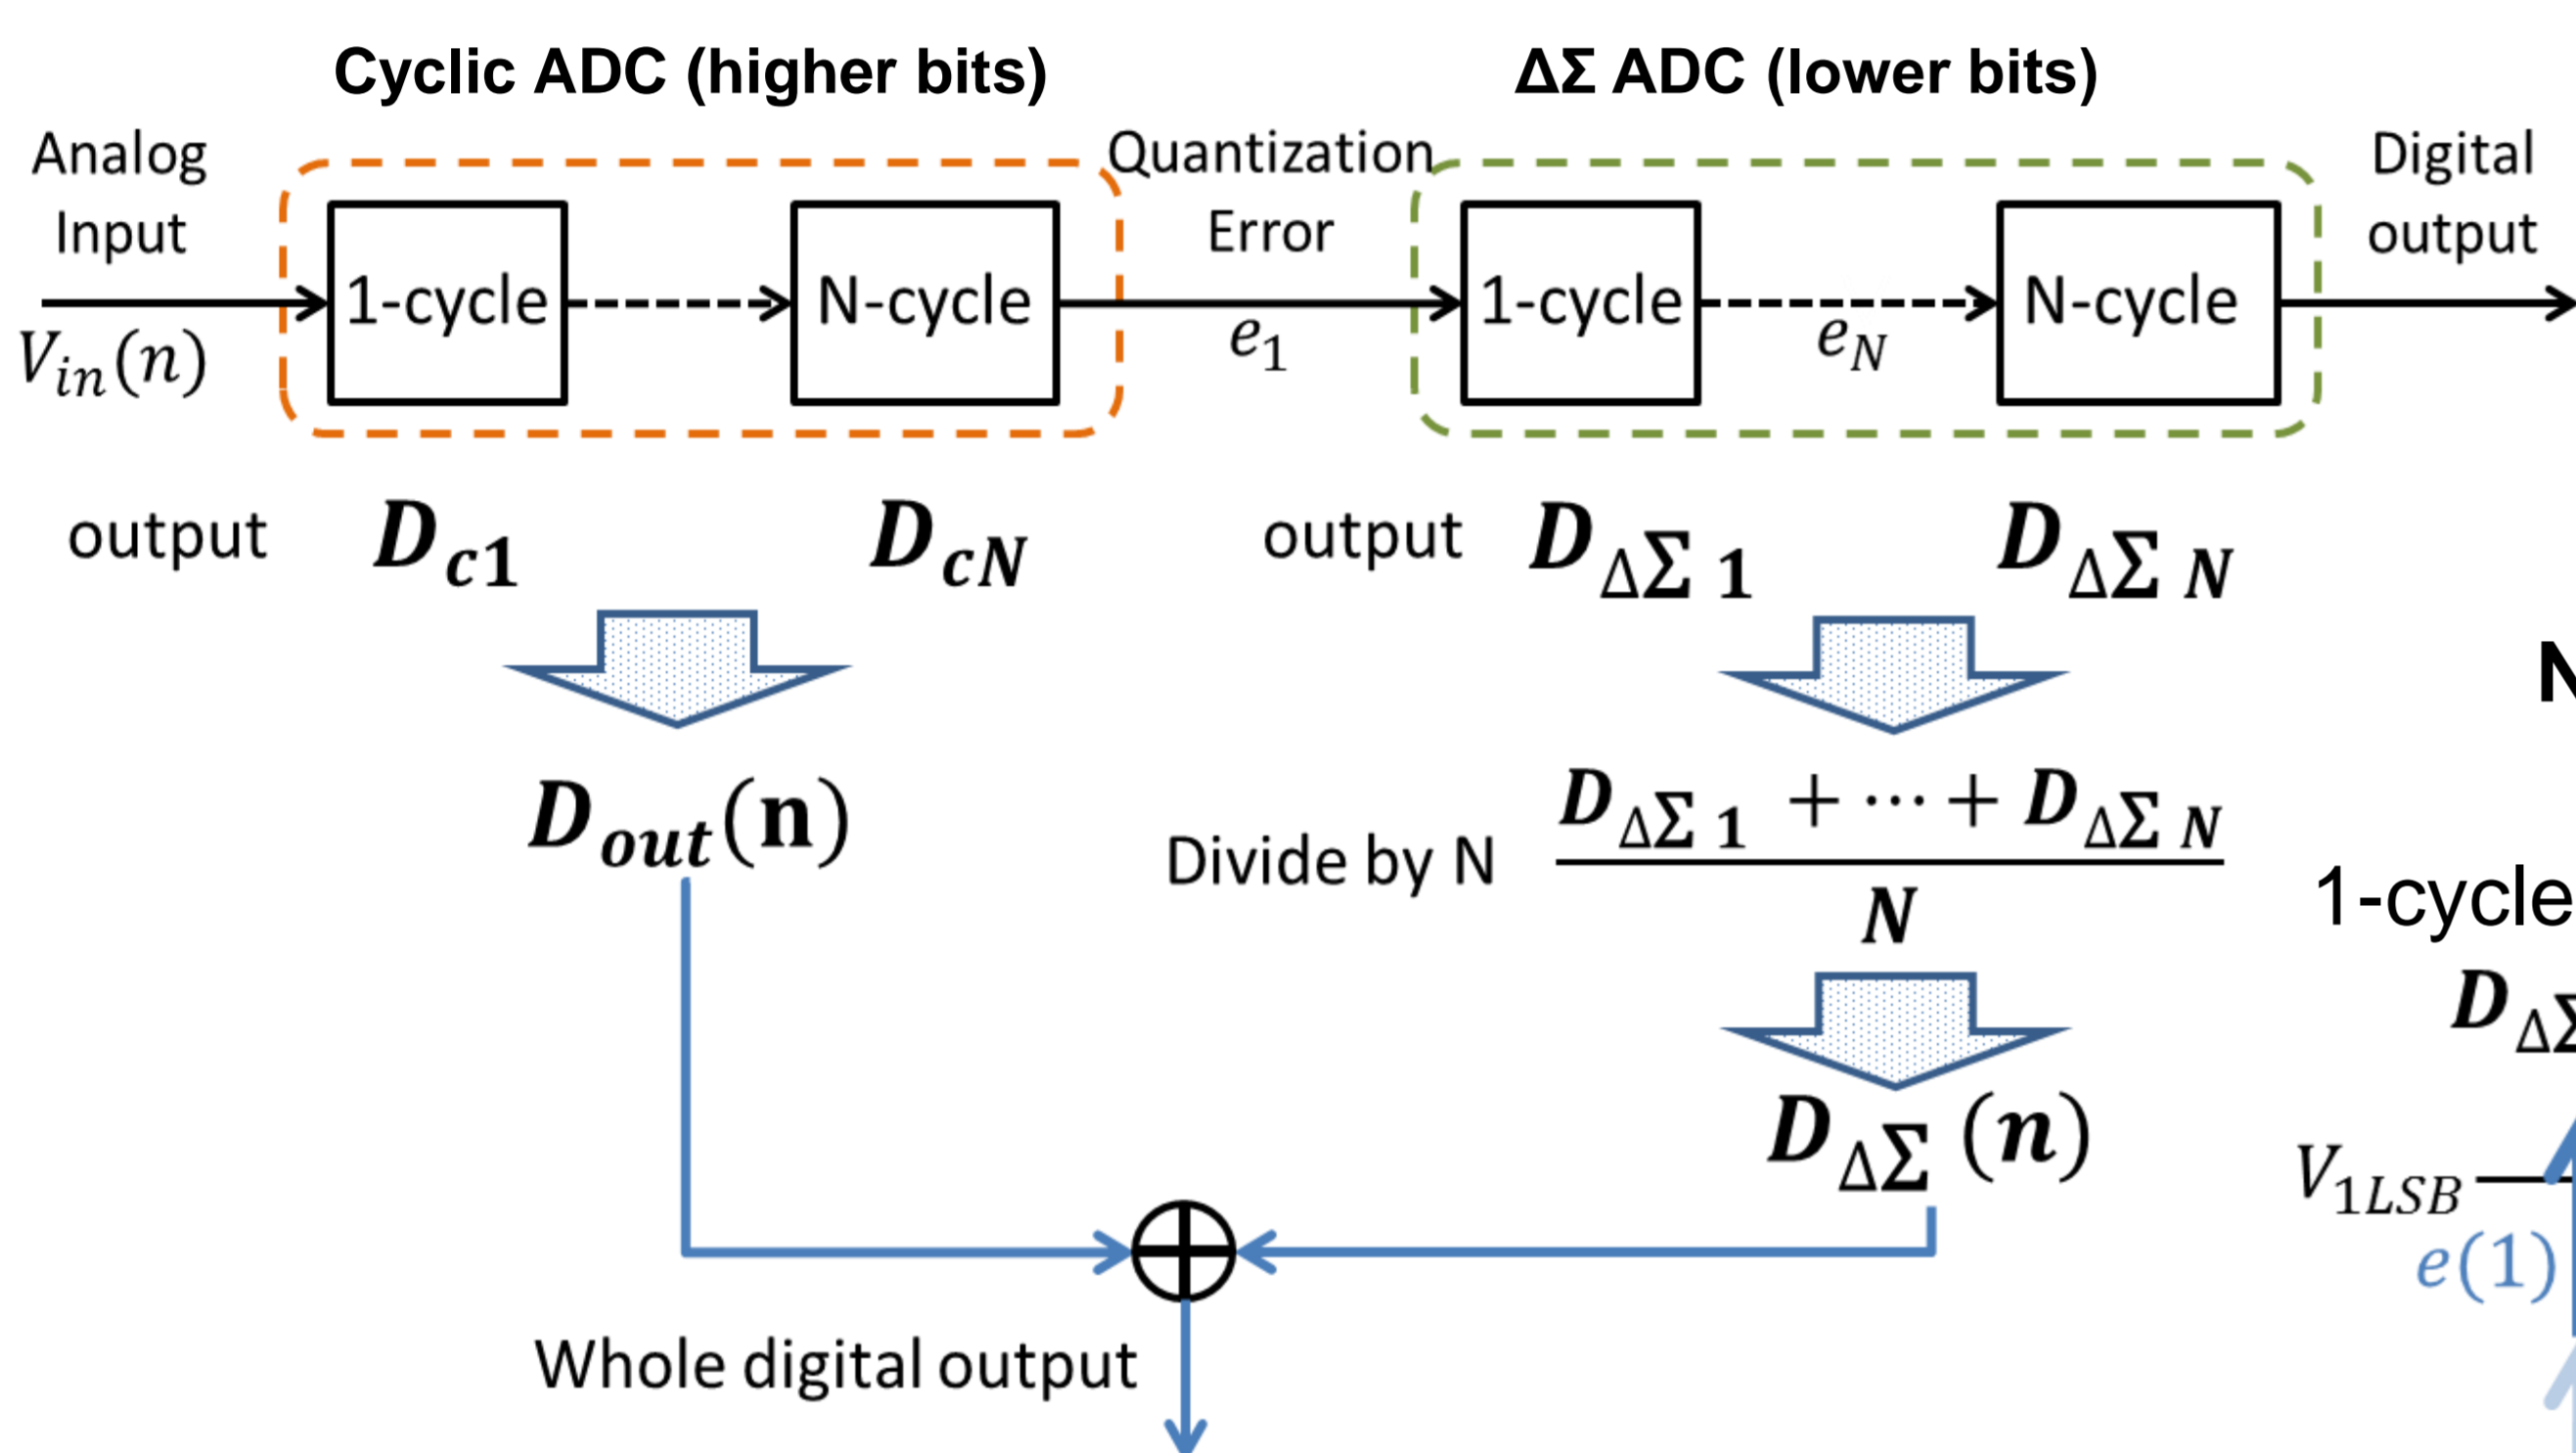 Cyclic ADC (higher bits)
ΔΣ ADC (lower bits)
Analog
Input
V_in(n)
1-cycle
N-cycle
Quantization
Error
e_1
1-cycle
e_N
N-cycle
Digital
output
output
D_c1
D_cN
output
D_ΔΣ 1
D_ΔΣ N
D_out(n)
Divide by N
D_ΔΣ 1 + ⋯ + D_ΔΣ N
N
D_ΔΣ (n)
Whole digital output
1-cycle
D_ΔΣ
V_1LSB
e(1)